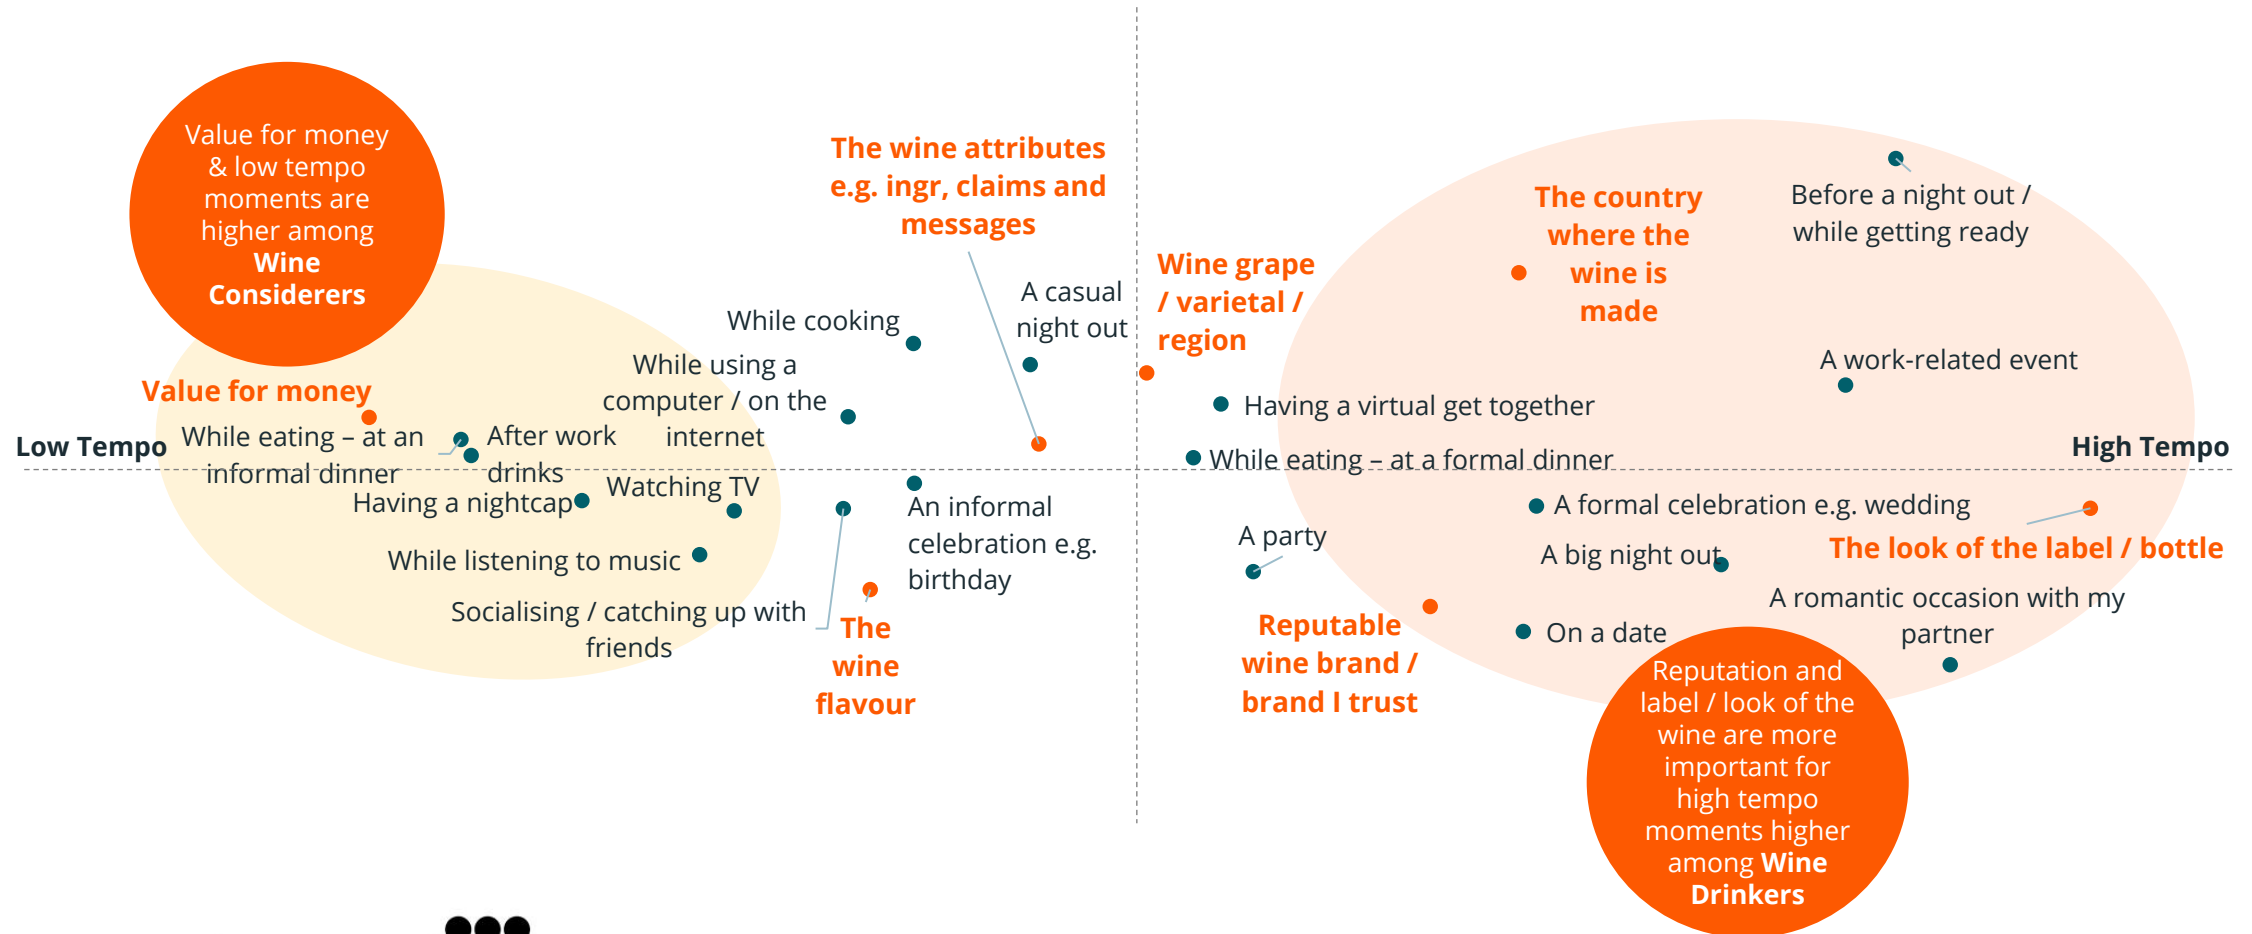 Value for money
& low tempo
moments are
higher among
Wine
Considerers
The wine attributes
e.g. ingr, claims and
messages
The country
where the
wine is
made
Before a night out /
while getting ready
Wine grape
/ varietal /
region
A casual
night out
While cooking
While using a
computer / on the
internet
A work-related event
Value for money
Having a virtual get together
Low Tempo
While eating – at an
informal dinner
After work
drinks
While eating – at a formal dinner
High Tempo
Having a nightcap
Watching TV
An informal
celebration e.g.
birthday
A formal celebration e.g. wedding
A party
A big night out
The look of the label / bottle
While listening to music
Socialising / catching up with
friends
The
wine
flavour
Reputable
wine brand /
brand I trust
On a date
A romantic occasion with my
partner
Reputation and
label / look of the
wine are more
important for
high tempo
moments higher
among Wine
Drinkers